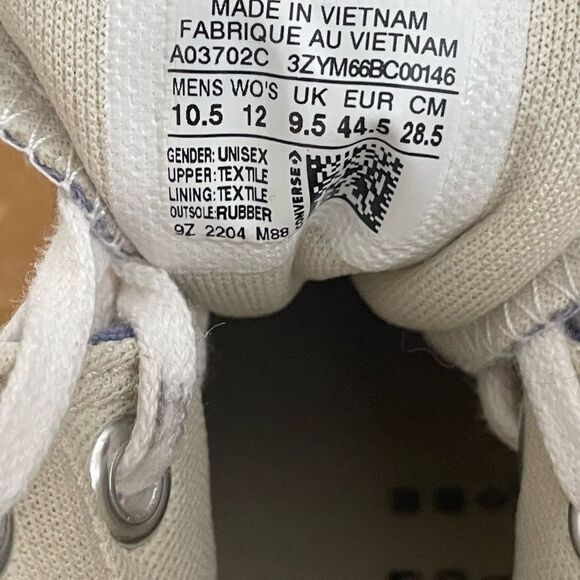 MADE IN VIETNAM
FABRIQUE AU VIETNAM
A03702C 3ZYM66BC00146
MENS WO'S UK EUR CM
10.5 12 9.5 44.5 28.5
GENDER: UNISEX
UPPER: TEXTILE
LINING: TEXTILE
OUTSOLE: RUBBER
9Z 2204 M88
CONVERSE